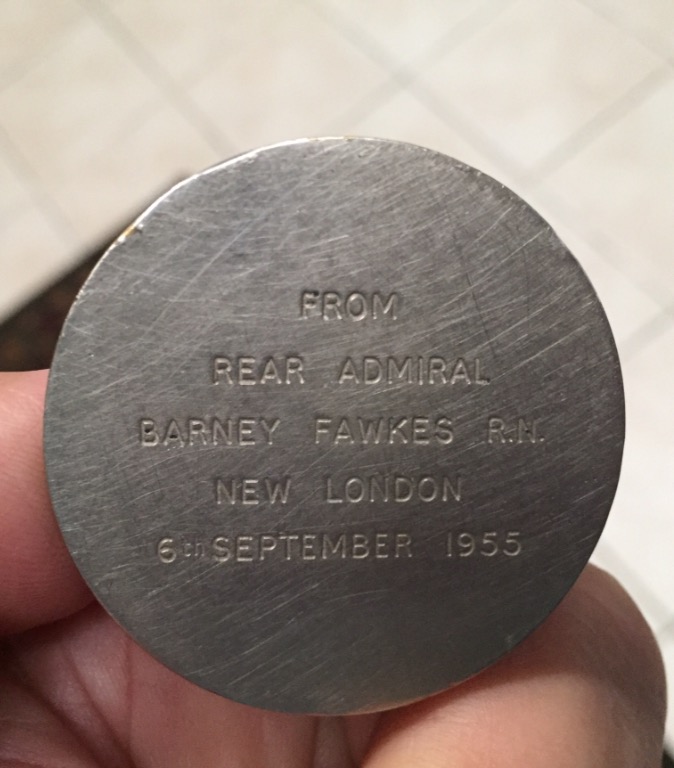 FROM
REAR ADMIRAL
BARNEY FAWKES R.N.
NEW LONDON
6th SEPTEMBER 1955